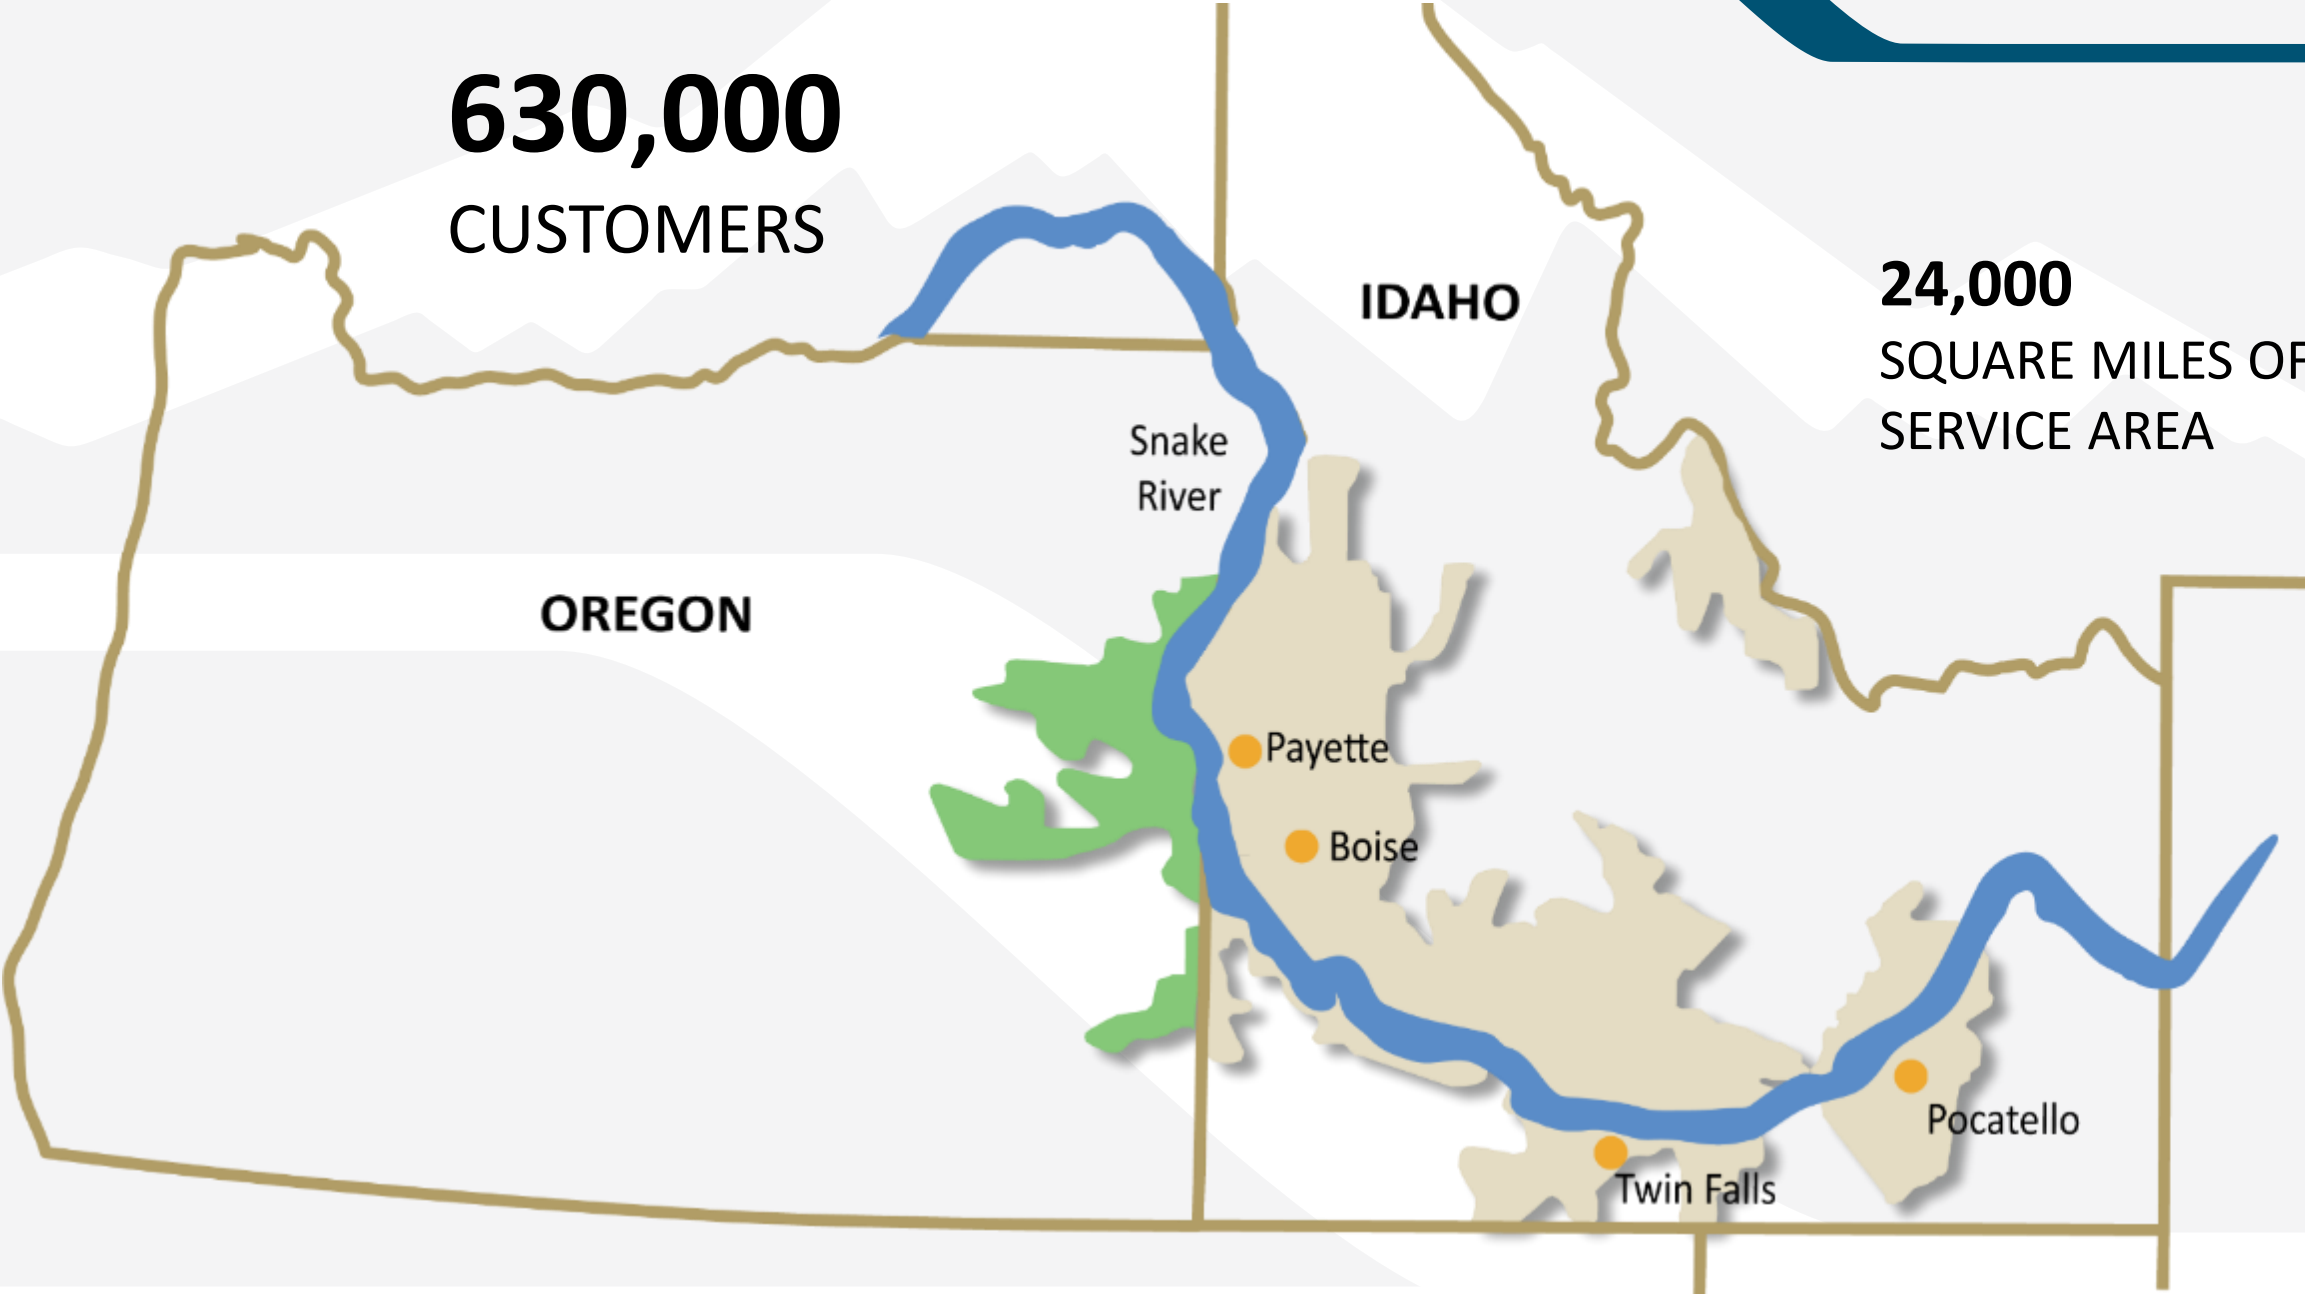 630,000
CUSTOMERS
IDAHO
24,000
SQUARE MILES OF
SERVICE AREA
Snake
River
OREGON
Payette
Boise
Pocatello
Twin Falls